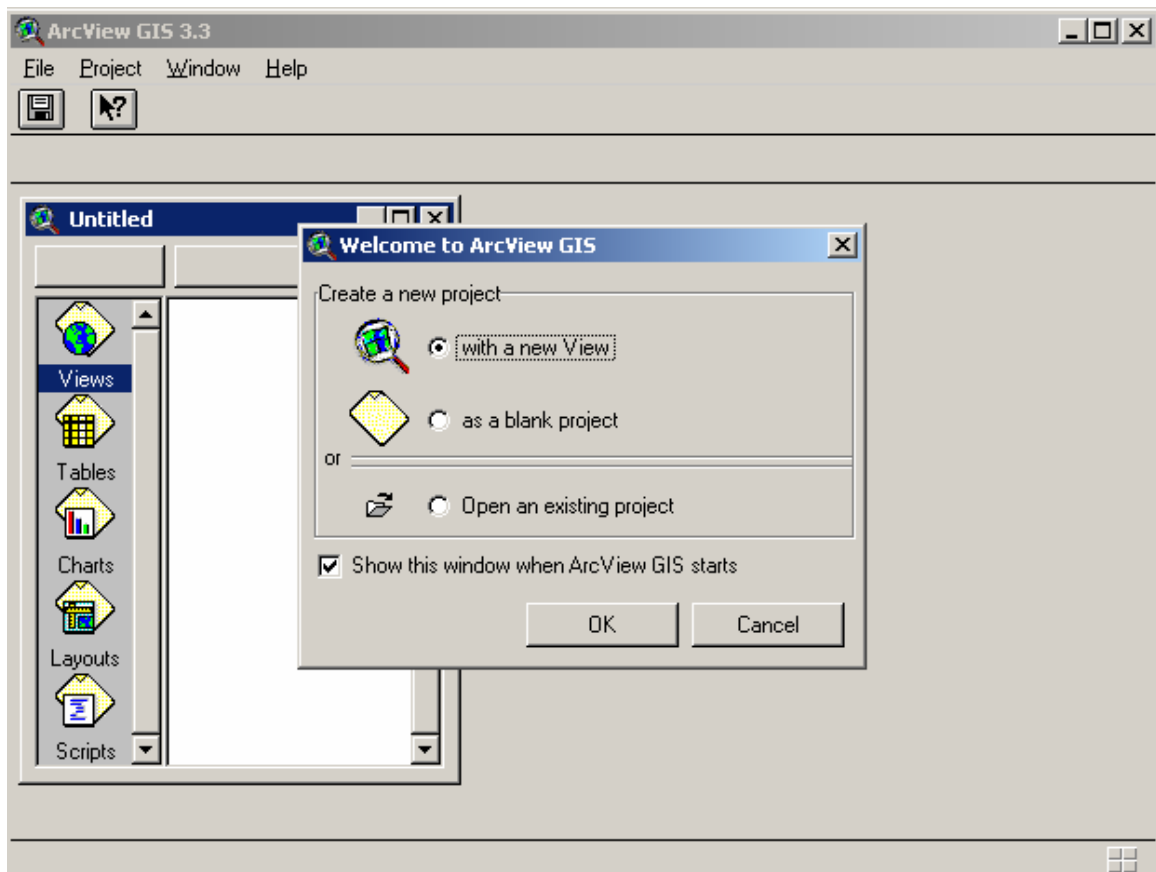 ArcView GIS 3.3
File Project Window Help
Untitled
Views
Tables
Charts
Layouts
Scripts
Welcome to ArcView GIS
Create a new project
with a new View
as a blank project
or
Open an existing project
Show this window when ArcView GIS starts
OK Cancel